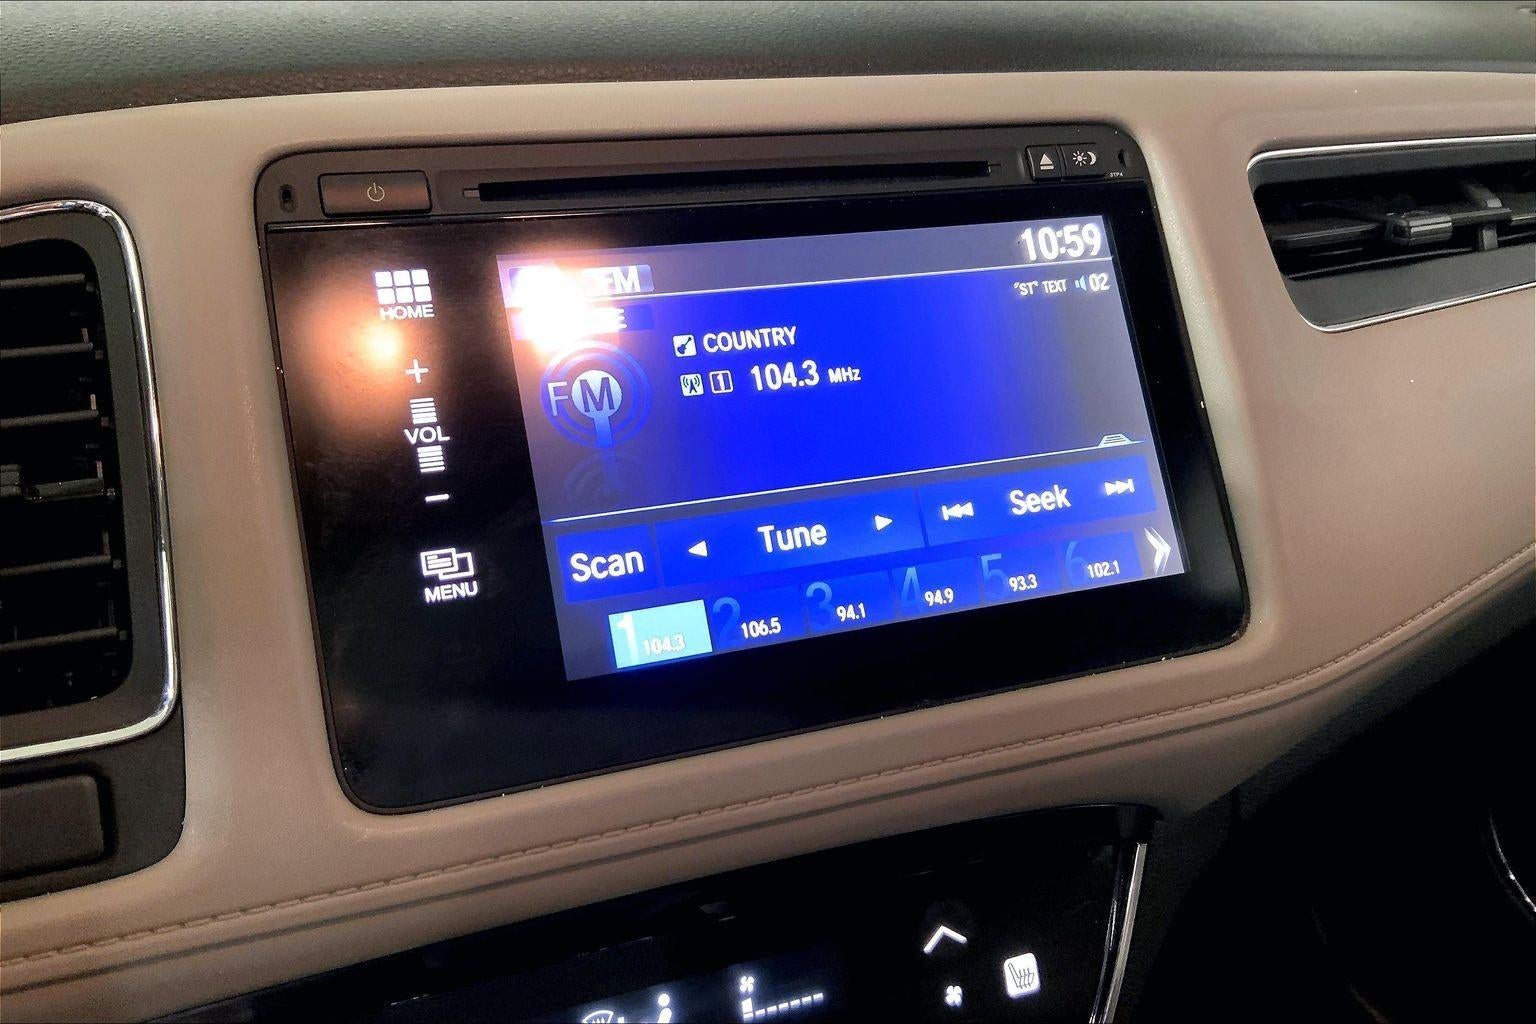 10:59
FM
"ST" TEXT 02
HOME
COUNTRY
1 104.3 MHz
FM
+
VOL
-
Scan Tune Seek
MENU
1 104.3 2 106.5 3 94.1 4 94.9 5 93.3 6 102.1